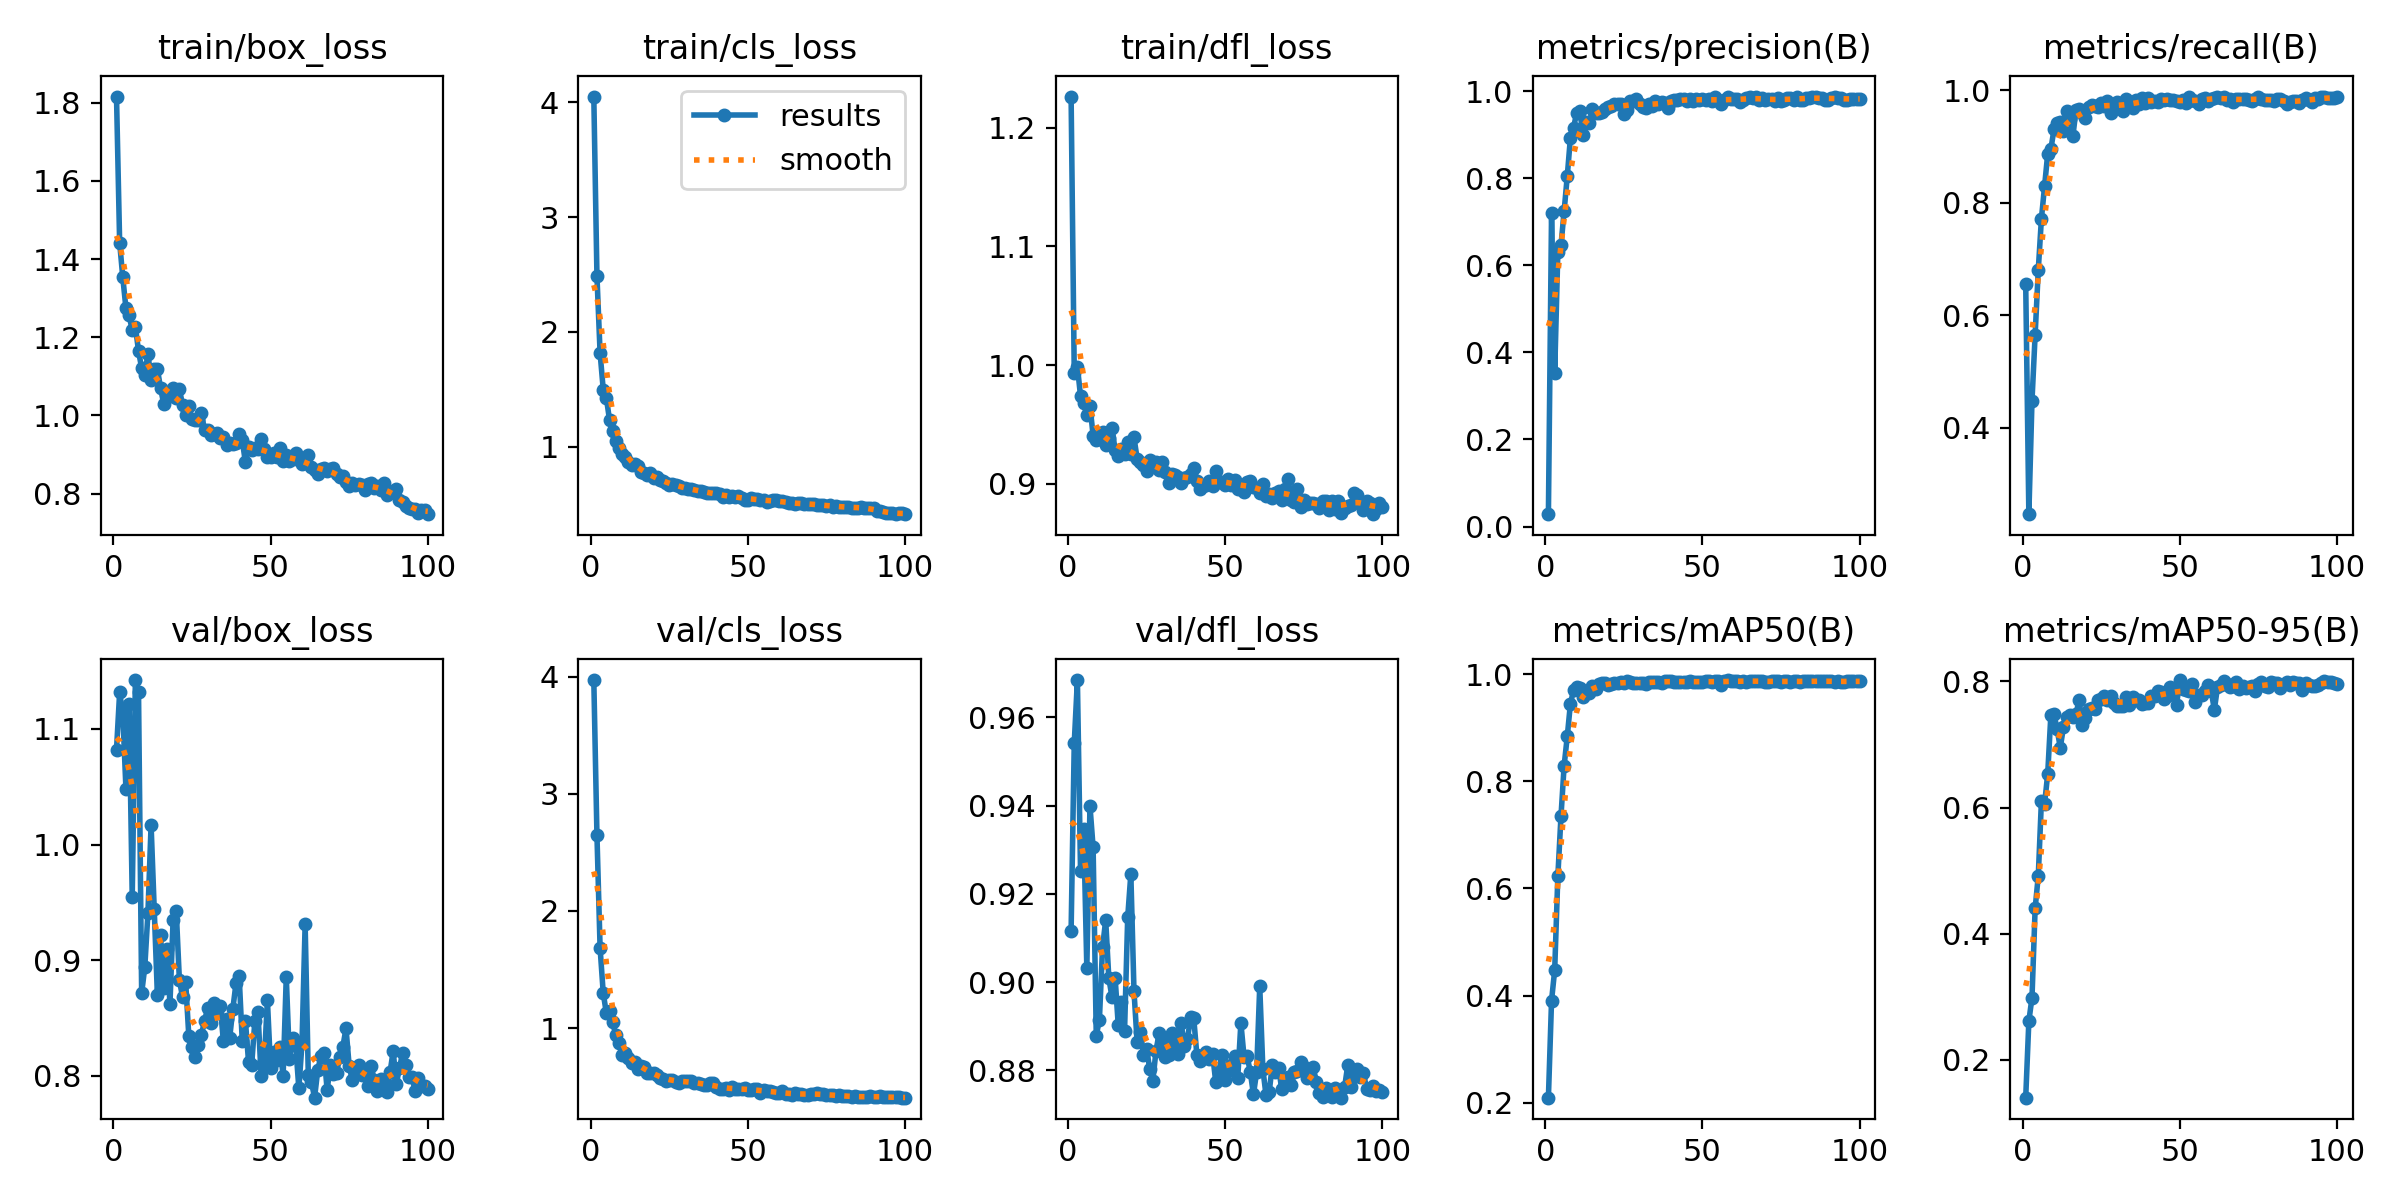 train/box_loss
1.8
1.6
1.4
1.2
1.0
0.8
0 50 100
train/cls_loss
results
smooth
4
3
2
1
0 50 100
train/dfl_loss
1.2
1.1
1.0
0.9
0 50 100
metrics/precision(B)
1.0
0.8
0.6
0.4
0.2
0.0
0 50 100
metrics/recall(B)
1.0
0.8
0.6
0.4
0 50 100
val/box_loss
1.1
1.0
0.9
0.8
0 50 100
val/cls_loss
4
3
2
1
0 50 100
val/dfl_loss
0.96
0.94
0.92
0.90
0.88
0 50 100
metrics/mAP50(B)
1.0
0.8
0.6
0.4
0.2
0 50 100
metrics/mAP50-95(B)
0.8
0.6
0.4
0.2
0 50 100